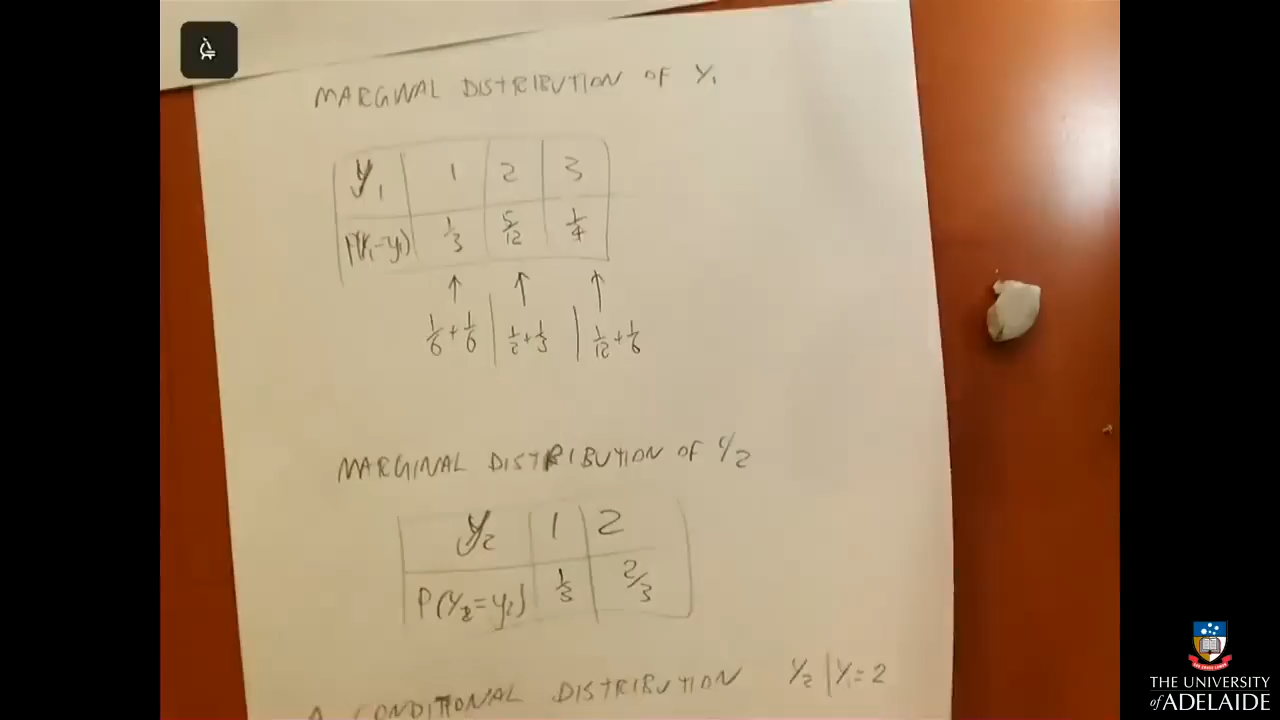 MARGINAL DISTRIBUTION OF Y₁
y₁ 1 2 3
P(Y₁=y₁) 1/3 5/12 1/4
↑ ↑ ↑
1/6+1/6 | 1/12+1/3 | 1/12+1/6
MARGINAL DISTRIBUTION OF Y₂
y₂ 1 2
P(Y₂=y₂) 1/3 2/3
A CONDITIONAL DISTRIBUTION Y₂|Y₁=2
THE UNIVERSITY
of ADELAIDE